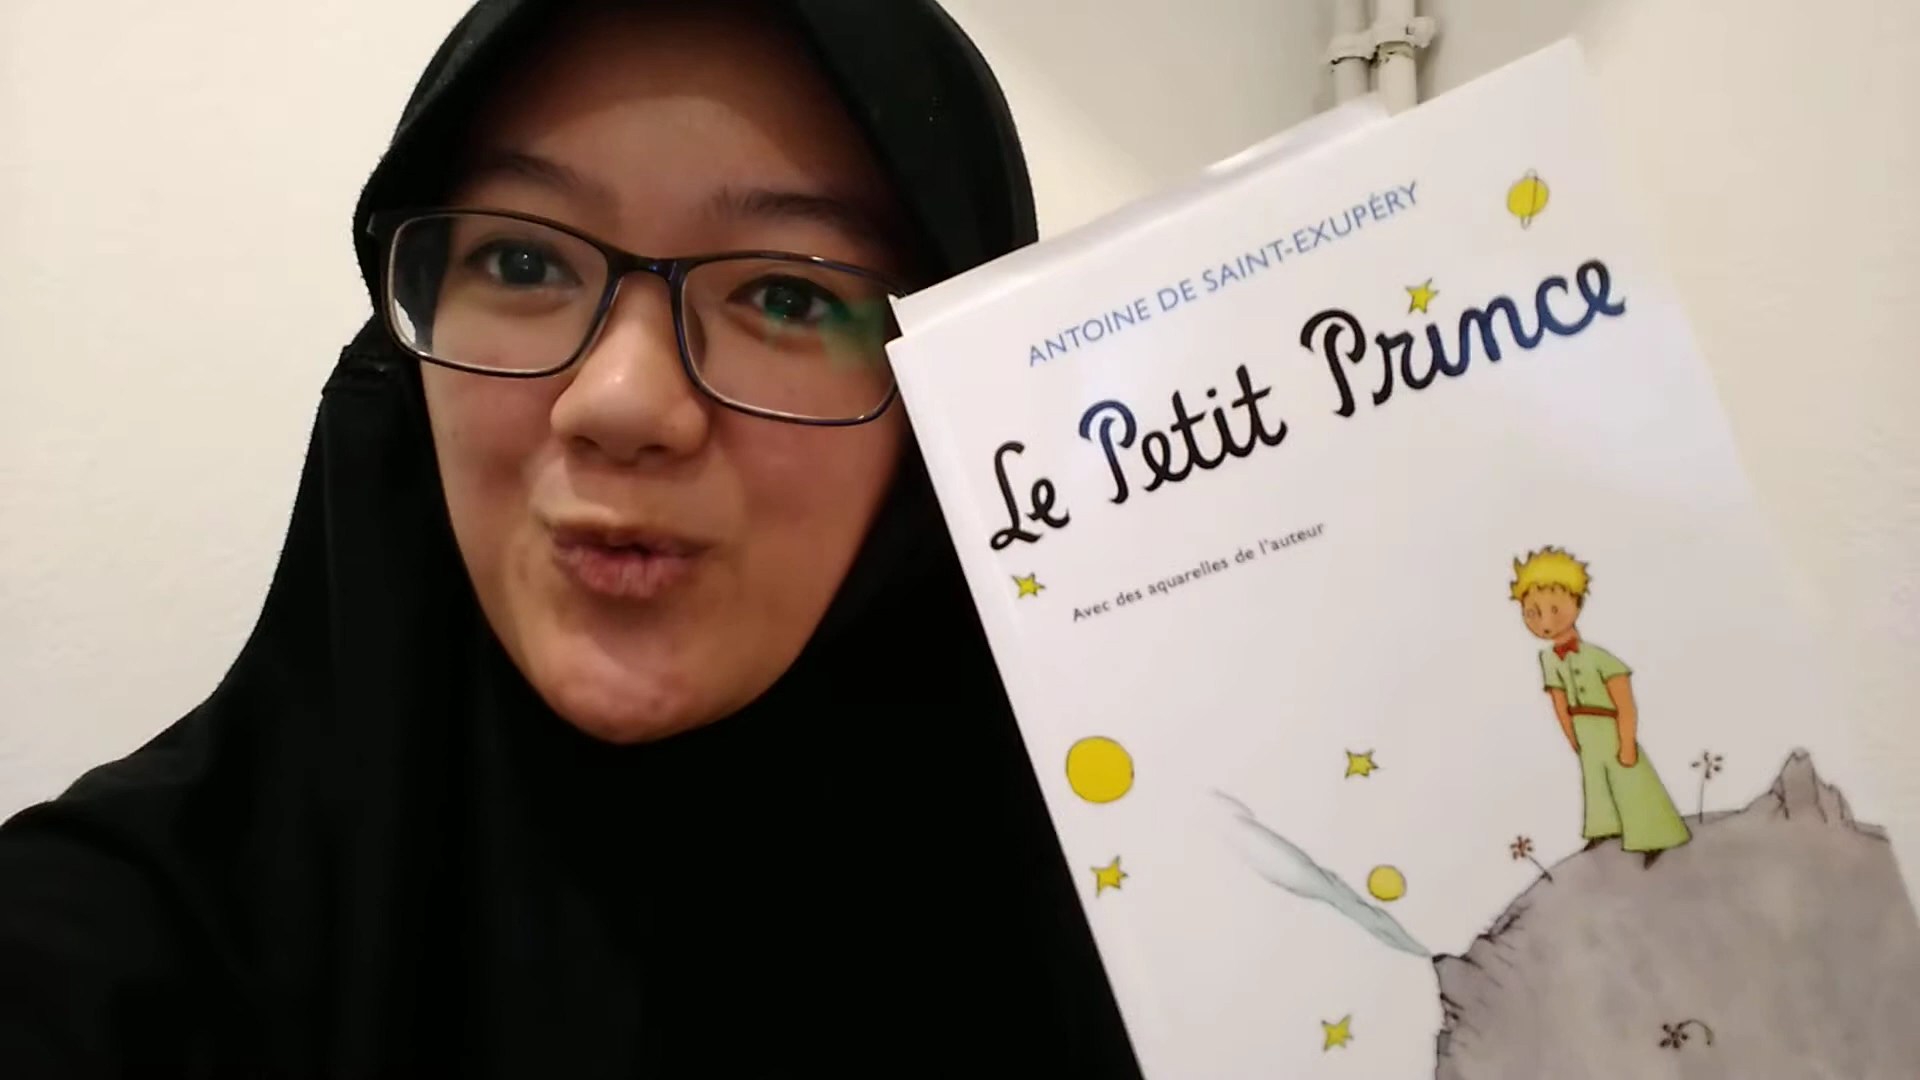 ANTOINE DE SAINT-EXUPÉRY
Le Petit Prince
Avec des aquarelles de l'auteur